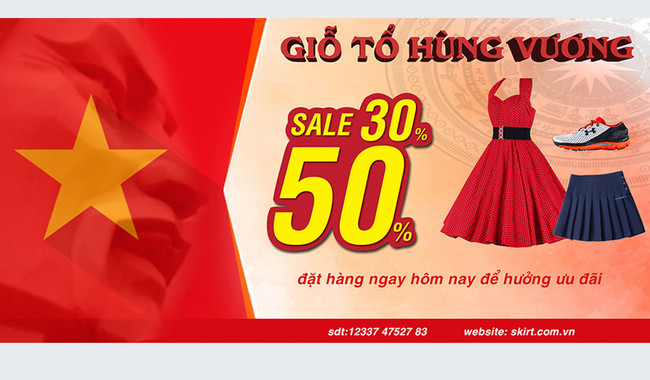 GIỖ TỔ HÙNG VƯƠNG
SALE 30%
50%
đặt hàng ngay hôm nay để hưởng ưu đãi
sdt:12337 47527 83 website: skirt.com.vn